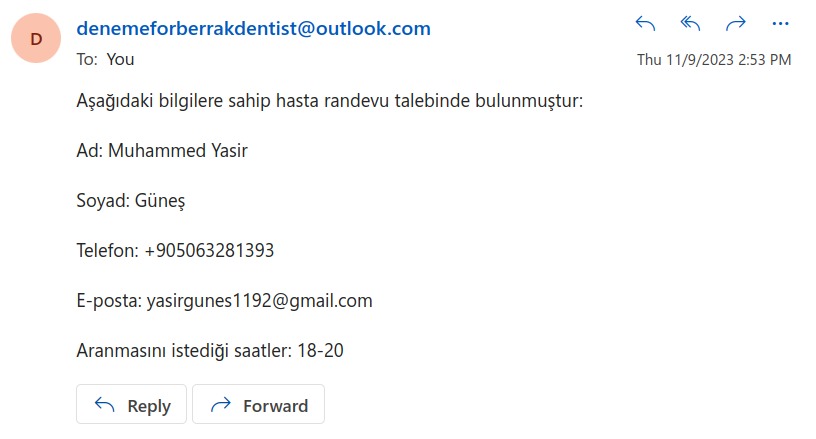 D
denemeforberrakdentist@outlook.com
To: You
Thu 11/9/2023 2:53 PM
Aşağıdaki bilgilere sahip hasta randevu talebinde bulunmuştur:
Ad: Muhammed Yasir
Soyad: Güneş
Telefon: +905063281393
E-posta: yasirgunes1192@gmail.com
Aranmasını istediği saatler: 18-20
Reply
Forward